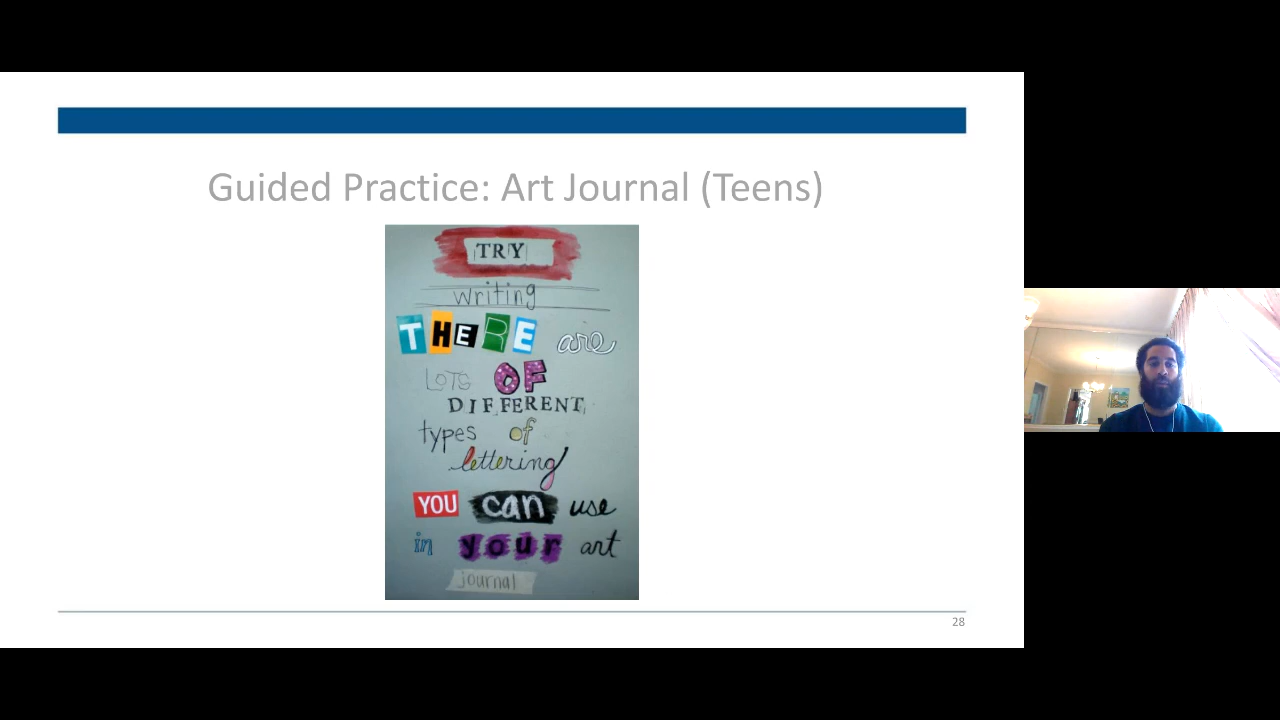 Guided Practice: Art Journal (Teens)
TRY
writing
THERE are
LOTS OF
DIFFERENT
types of
lettering
YOU can use
in your art
journal
28